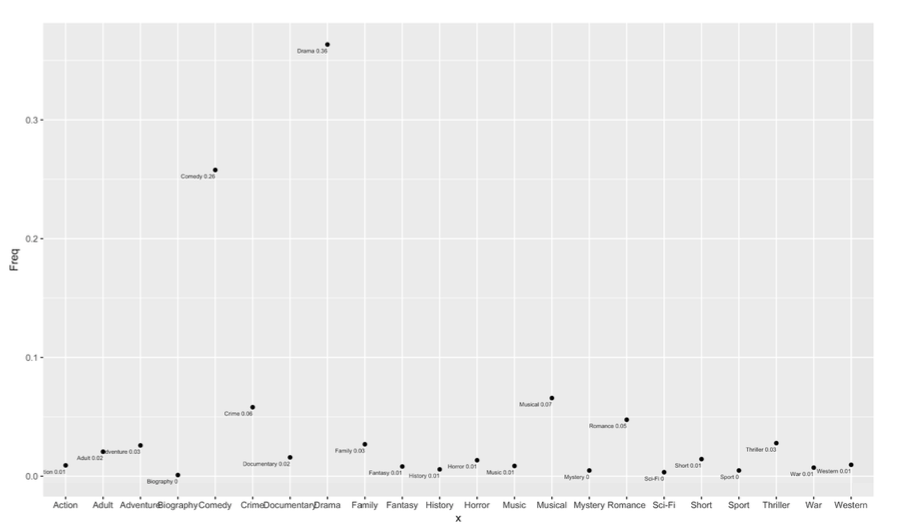 Freq
0.3
0.2
0.1
0.0
Drama 0.36
Comedy 0.26
Musical 0.07
Crime 0.06
Romance 0.05
Adventure 0.03
Adult 0.02
Family 0.03
Thriller 0.03
Documentary 0.02
tion 0.01
Biography 0
Fantasy 0.01
History 0.01
Horror 0.01
Music 0.01
Mystery 0
Sci-Fi 0
Short 0.01
Sport 0
War 0.01
Western 0.01
Action Adult Adventure Biography Comedy Crime Documentary Drama Family Fantasy History Horror Music Musical Mystery Romance Sci-Fi Short Sport Thriller War Western
x